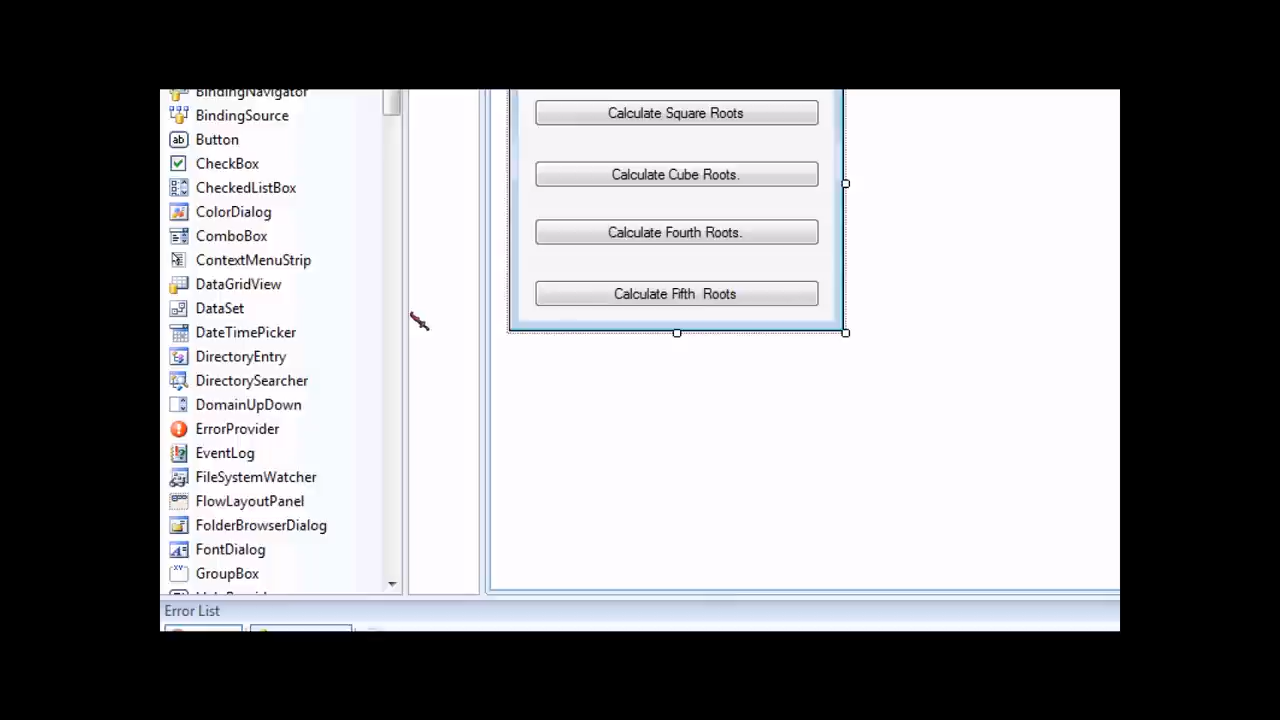 BindingNavigator
BindingSource
Button
CheckBox
CheckedListBox
ColorDialog
ComboBox
ContextMenuStrip
DataGridView
DataSet
DateTimePicker
DirectoryEntry
DirectorySearcher
DomainUpDown
ErrorProvider
EventLog
FileSystemWatcher
FlowLayoutPanel
FolderBrowserDialog
FontDialog
GroupBox
Calculate Square Roots
Calculate Cube Roots.
Calculate Fourth Roots.
Calculate Fifth  Roots
Error List